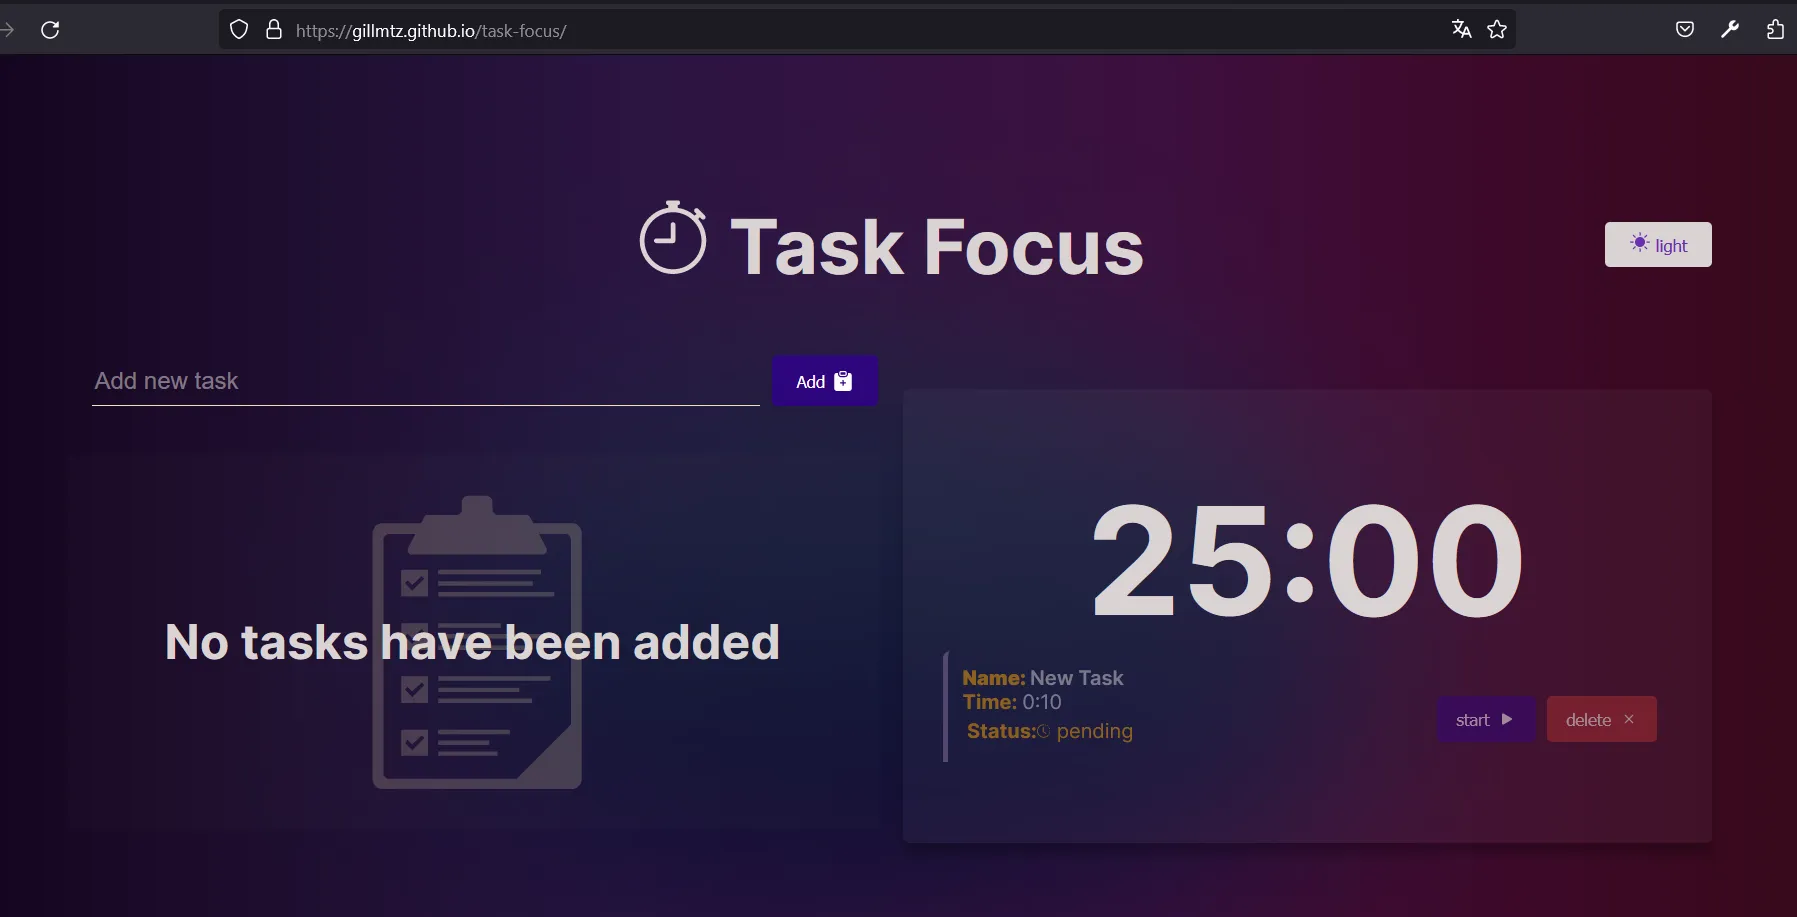 https://gillmtz.github.io/task-focus/
Task Focus
light
Add new task
Add
25:00
No tasks have been added
Name: New Task
Time: 0:10
Status: pending
start
delete